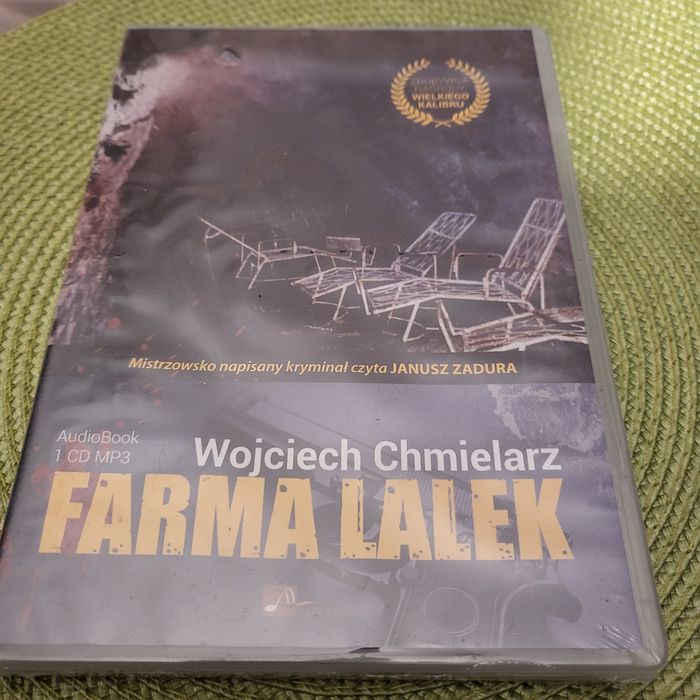 ZDOBYWCA
NAGRODY
WIELKIEGO
KALIBRU
Mistrzowsko napisany kryminał czyta JANUSZ ZADURA
AudioBook
1 CD MP3
Wojciech Chmielarz
FARMA LALEK